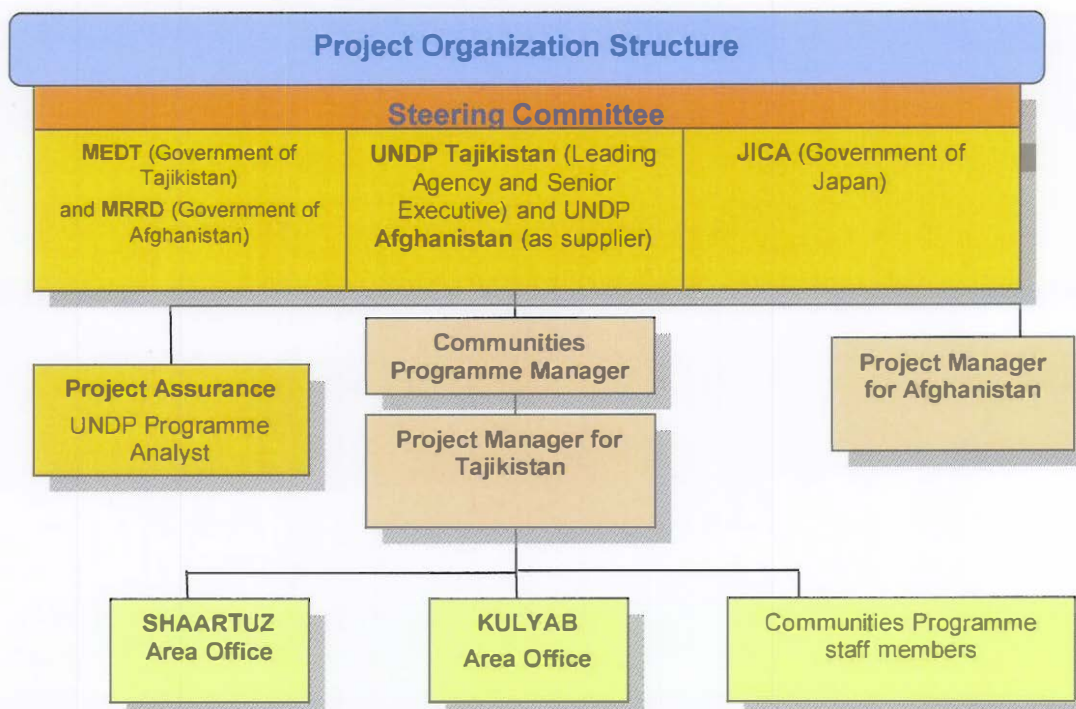 Project Organization Structure
Steering Committee
MEDT (Government of
Tajikistan)
and MRRD (Government of
Afghanistan)
UNDP Tajikistan (Leading
Agency and Senior
Executive) and UNDP
Afghanistan (as supplier)
JICA (Government of
Japan)
Project Assurance
UNDP Programme
Analyst
Communities
Programme Manager
Project Manager for
Tajikistan
Project Manager
for Afghanistan
SHAARTUZ
Area Office
KULYAB
Area Office
Communities Programme
staff members